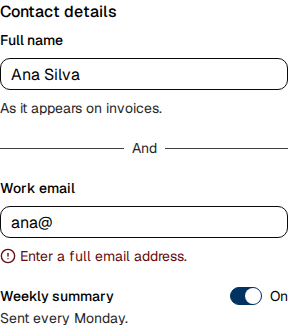 Contact details
Full name
Ana Silva
As it appears on invoices.
And
Work email
ana@
Enter a full email address.
Weekly summary On
Sent every Monday.